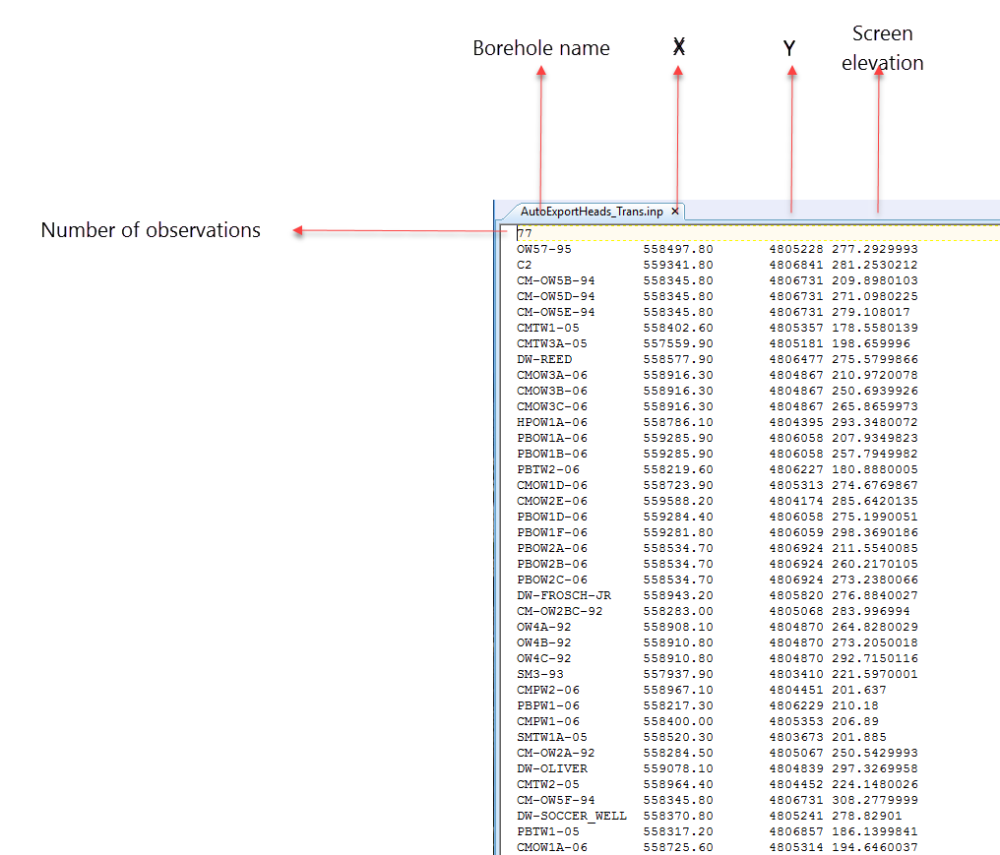 Borehole name X Y Screen elevation
AutoExportHeads_Trans.inp ×
Number of observations
77
OW57-95 558497.80 4805228 277.2929993
C2 559341.80 4806841 281.2530212
CM-OW5B-94 558345.80 4806731 209.8980103
CM-OW5D-94 558345.80 4806731 271.0980225
CM-OW5E-94 558345.80 4806731 279.108017
CMTW1-05 558402.60 4805357 178.5580139
CMTW3A-05 557559.90 4805181 198.659996
DW-REED 558577.90 4806477 275.5799866
CMOW3A-06 558916.30 4804867 210.9720078
CMOW3B-06 558916.30 4804867 250.6939926
CMOW3C-06 558916.30 4804867 265.8659973
HPOW1A-06 558786.10 4804395 293.3480072
PBOW1A-06 559285.90 4806058 207.9349823
PBOW1B-06 559285.90 4806058 257.7949982
PBTW2-06 558219.60 4806227 180.8880005
CMOW1D-06 558723.90 4805313 274.6769867
CMOW2E-06 559588.20 4804174 285.6420135
PBOW1D-06 559284.40 4806058 275.1990051
PBOW1F-06 559281.80 4806059 298.3690186
PBOW2A-06 558534.70 4806924 211.5540085
PBOW2B-06 558534.70 4806924 260.2170105
PBOW2C-06 558534.70 4806924 273.2380066
DW-FROSCH-JR 558943.20 4805820 276.8840027
CM-OW2BC-92 558283.00 4805068 283.996994
OW4A-92 558908.10 4804870 264.8280029
OW4B-92 558910.80 4804870 273.2050018
OW4C-92 558910.80 4804870 292.7150116
SM3-93 557937.90 4803410 221.5970001
CMPW2-06 558967.10 4804451 201.637
PBPW1-06 558217.30 4806229 210.18
CMPW1-06 558400.00 4805353 206.89
SMTW1A-05 558520.30 4803673 201.885
CM-OW2A-92 558284.50 4805067 250.5429993
DW-OLIVER 559078.10 4804839 297.3269958
CMTW2-05 558964.40 4804452 224.1480026
CM-OW5F-94 558345.80 4806731 308.2779999
DW-SOCCER_WELL 558370.80 4805241 278.82901
PBTW1-05 558317.20 4806857 186.1399841
CMOW1A-06 558725.60 4805314 194.6460037